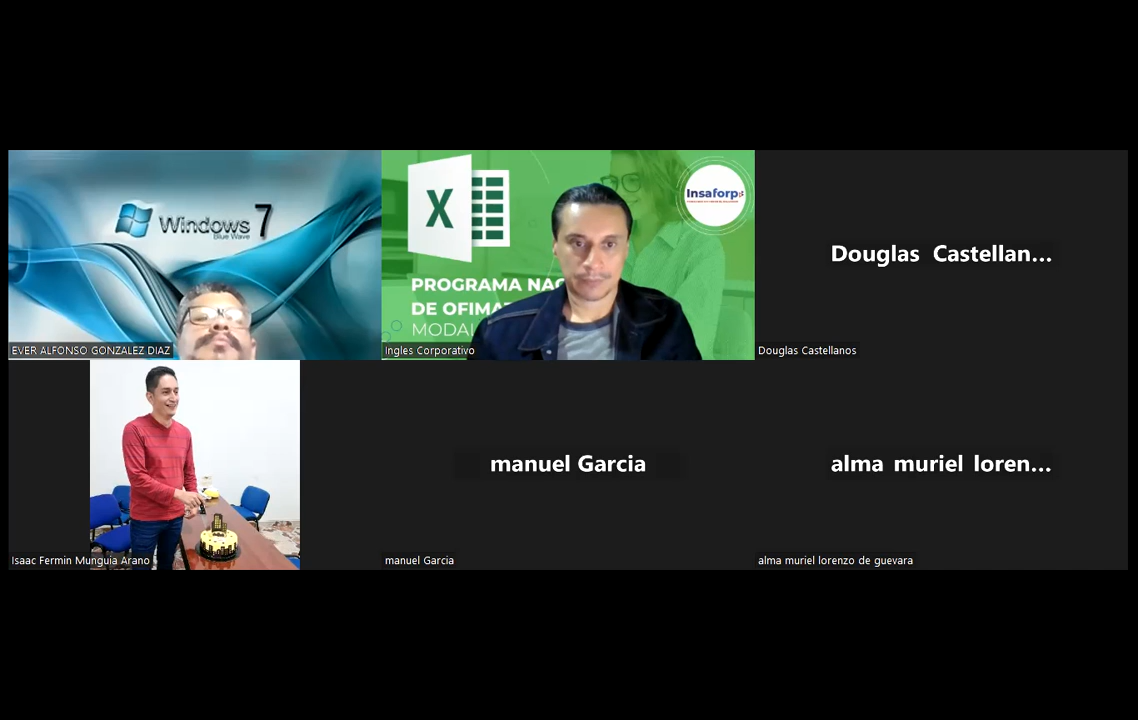 Windows 7
Blue Wave
EVER ALFONSO GONZALEZ DIAZ
X
Insaforp
PROGRAMA NAC
DE OFIMA
MODAL
Ingles Corporativo
Douglas Castellan...
Douglas Castellanos
Isaac Fermin Munguia Arano
manuel Garcia
manuel Garcia
alma muriel loren...
alma muriel lorenzo de guevara